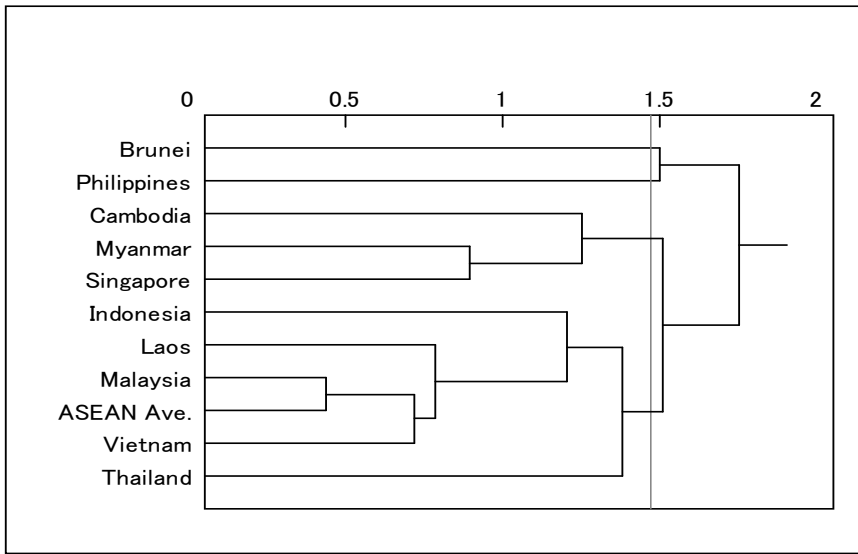 0 0.5 1 1.5 2
Brunei
Philippines
Cambodia
Myanmar
Singapore
Indonesia
Laos
Malaysia
ASEAN Ave.
Vietnam
Thailand